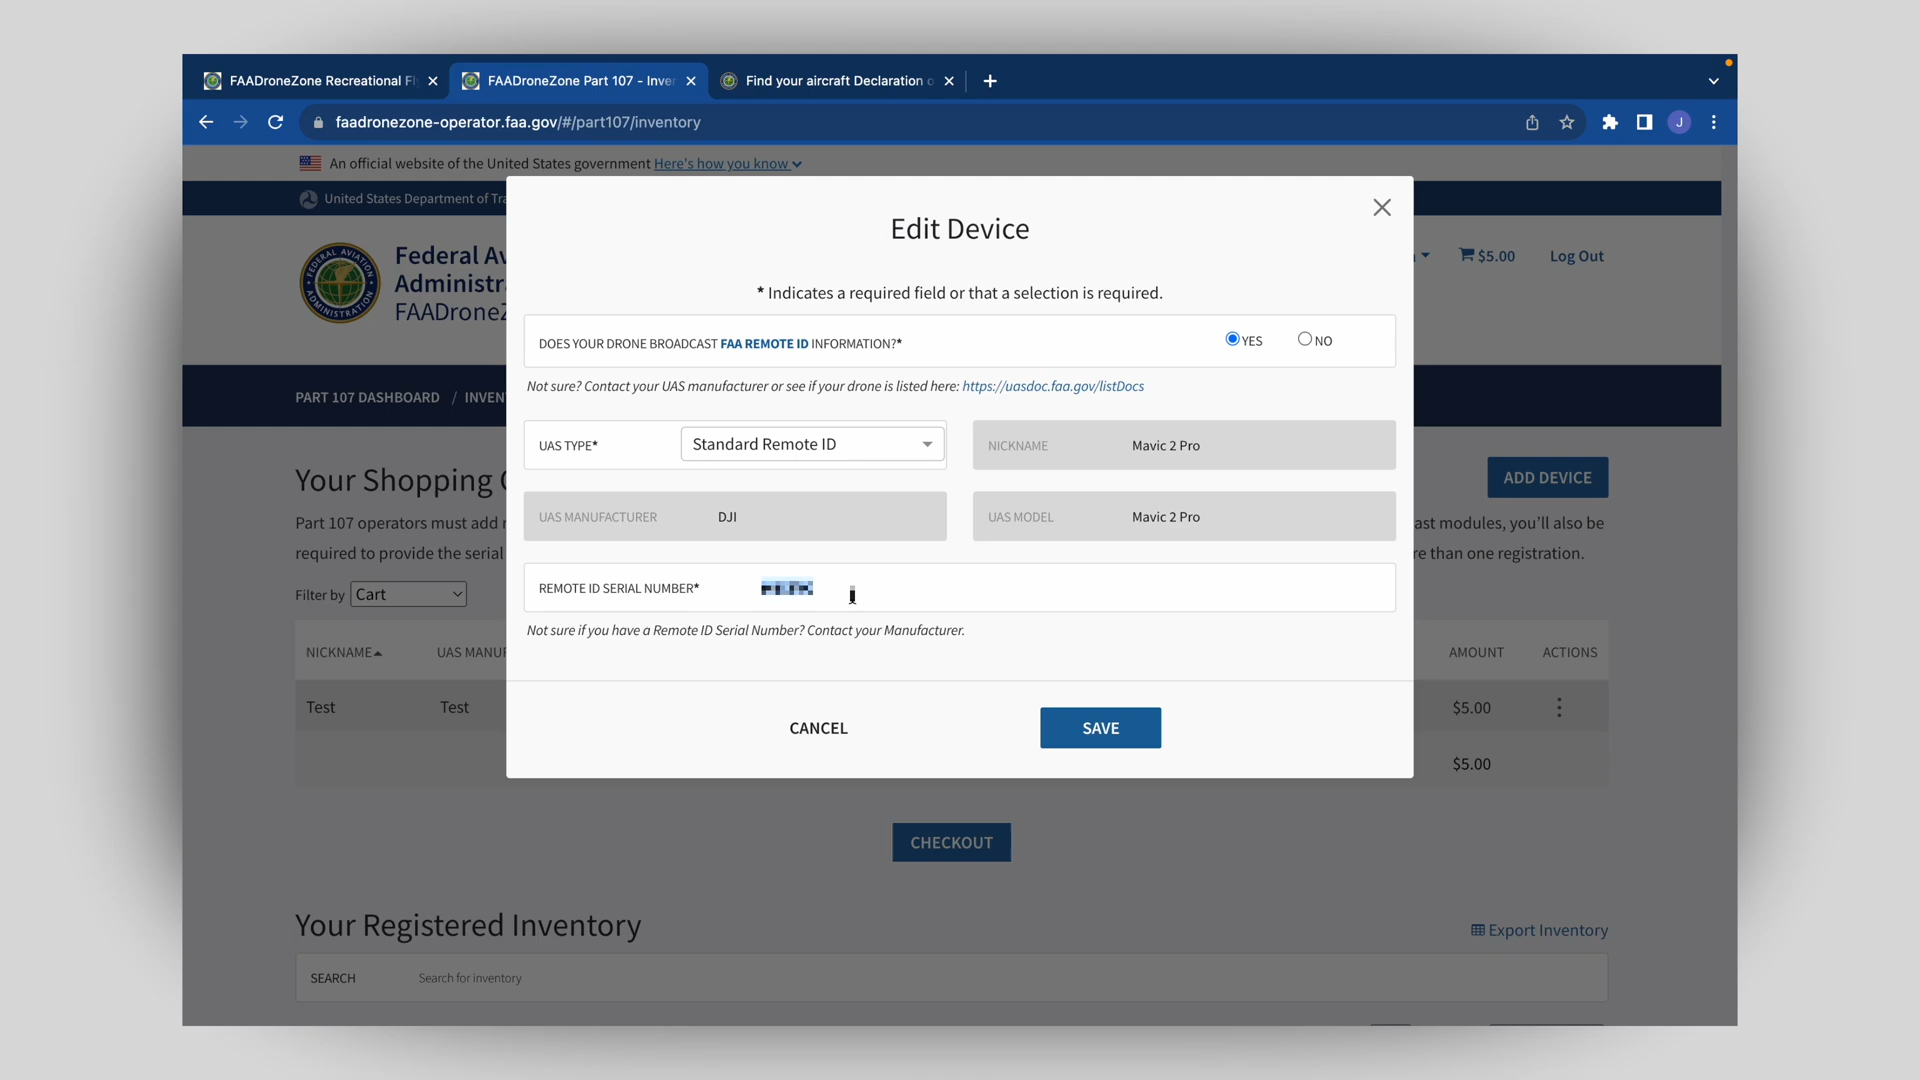 FAADroneZone Recreational Fl
FAADroneZone Part 107 - Inve
Find your aircraft Declaration o
faadronezone-operator.faa.gov/#/part107/inventory
J
An official website of the United States government Here's how you know
United States Department of Tra
Federal Av
Administr
FAADroneZ
$5.00
Log Out
PART 107 DASHBOARD / INVEN
Edit Device
* Indicates a required field or that a selection is required.
DOES YOUR DRONE BROADCAST FAA REMOTE ID INFORMATION?*
YES
NO
Not sure? Contact your UAS manufacturer or see if your drone is listed here: https://uasdoc.faa.gov/listDocs
UAS TYPE*
Standard Remote ID
NICKNAME
Mavic 2 Pro
UAS MANUFACTURER
DJI
UAS MODEL
Mavic 2 Pro
REMOTE ID SERIAL NUMBER*
Not sure if you have a Remote ID Serial Number? Contact your Manufacturer.
CANCEL
SAVE
Your Shopping
ADD DEVICE
Part 107 operators must add
ast modules, you'll also be
required to provide the serial
re than one registration.
Filter by
Cart
NICKNAME
UAS MANUF
AMOUNT
ACTIONS
Test
Test
$5.00
$5.00
CHECKOUT
Your Registered Inventory
Export Inventory
SEARCH
Search for inventory